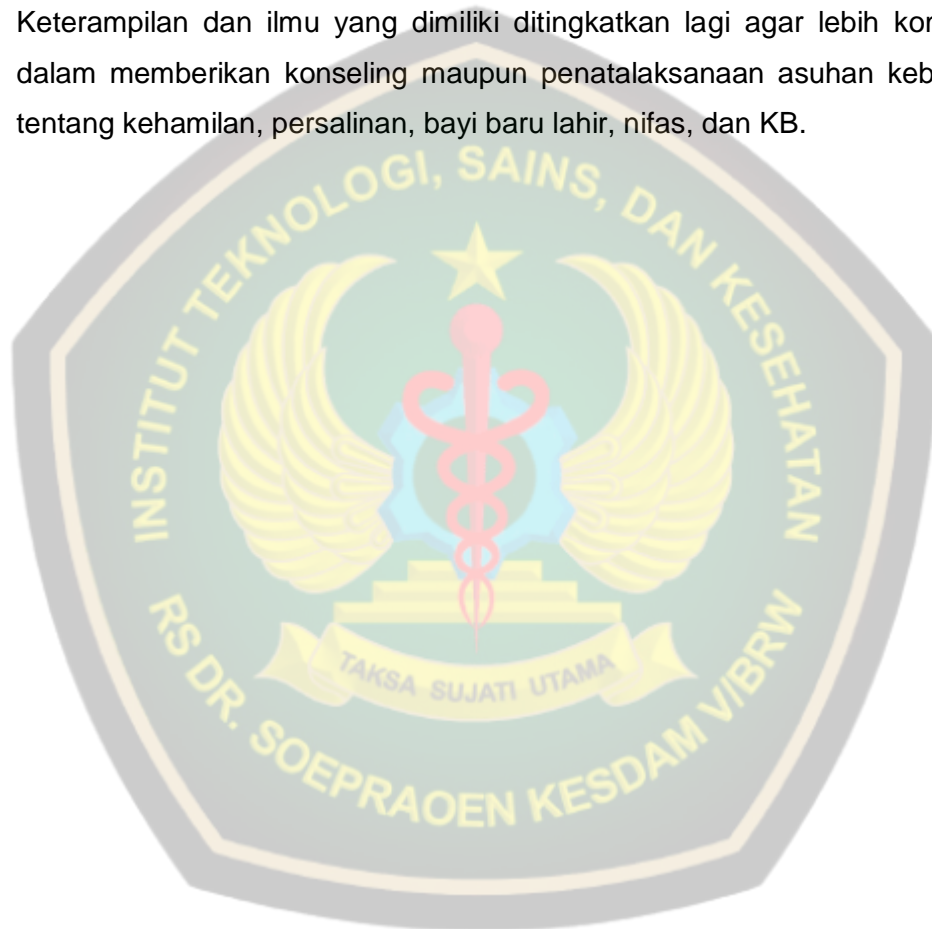 Keterampilan dan ilmu yang dimiliki ditingkatkan lagi agar lebih
dalam memberikan konseling maupun penatalaksanaan asuhan
tentang kehamilan, persalinan, bayi baru lahir, nifas, dan KB.
INSTITUT TEKNOLOGI, SAINS, DAN KESEHATAN
TAKSA SUJATI UTAMA
RS DR. SOEPRAOEN KESDAM V/BRW